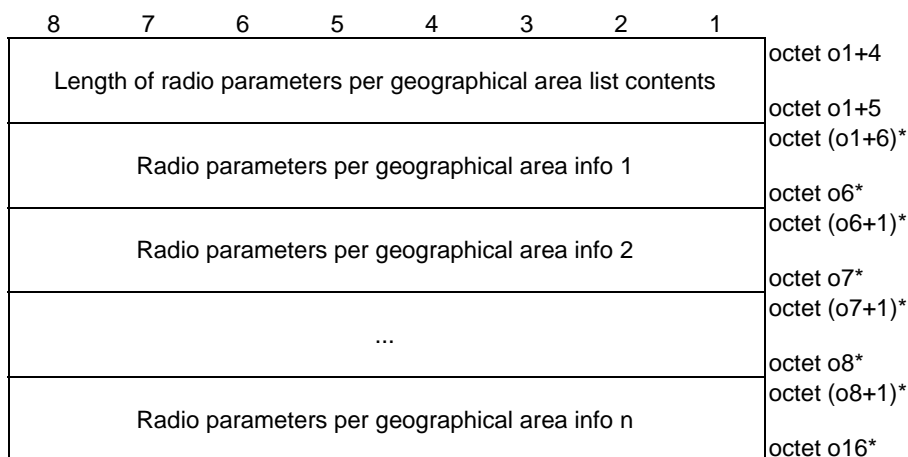 8 7 6 5 4 3 2 1
octet o1+4
Length of radio parameters per geographical area list contents
octet o1+5
octet (o1+6)*
Radio parameters per geographical area info 1
octet o6*
octet (o6+1)*
Radio parameters per geographical area info 2
octet o7*
octet (o7+1)*
...
octet o8*
octet (o8+1)*
Radio parameters per geographical area info n
octet o16*